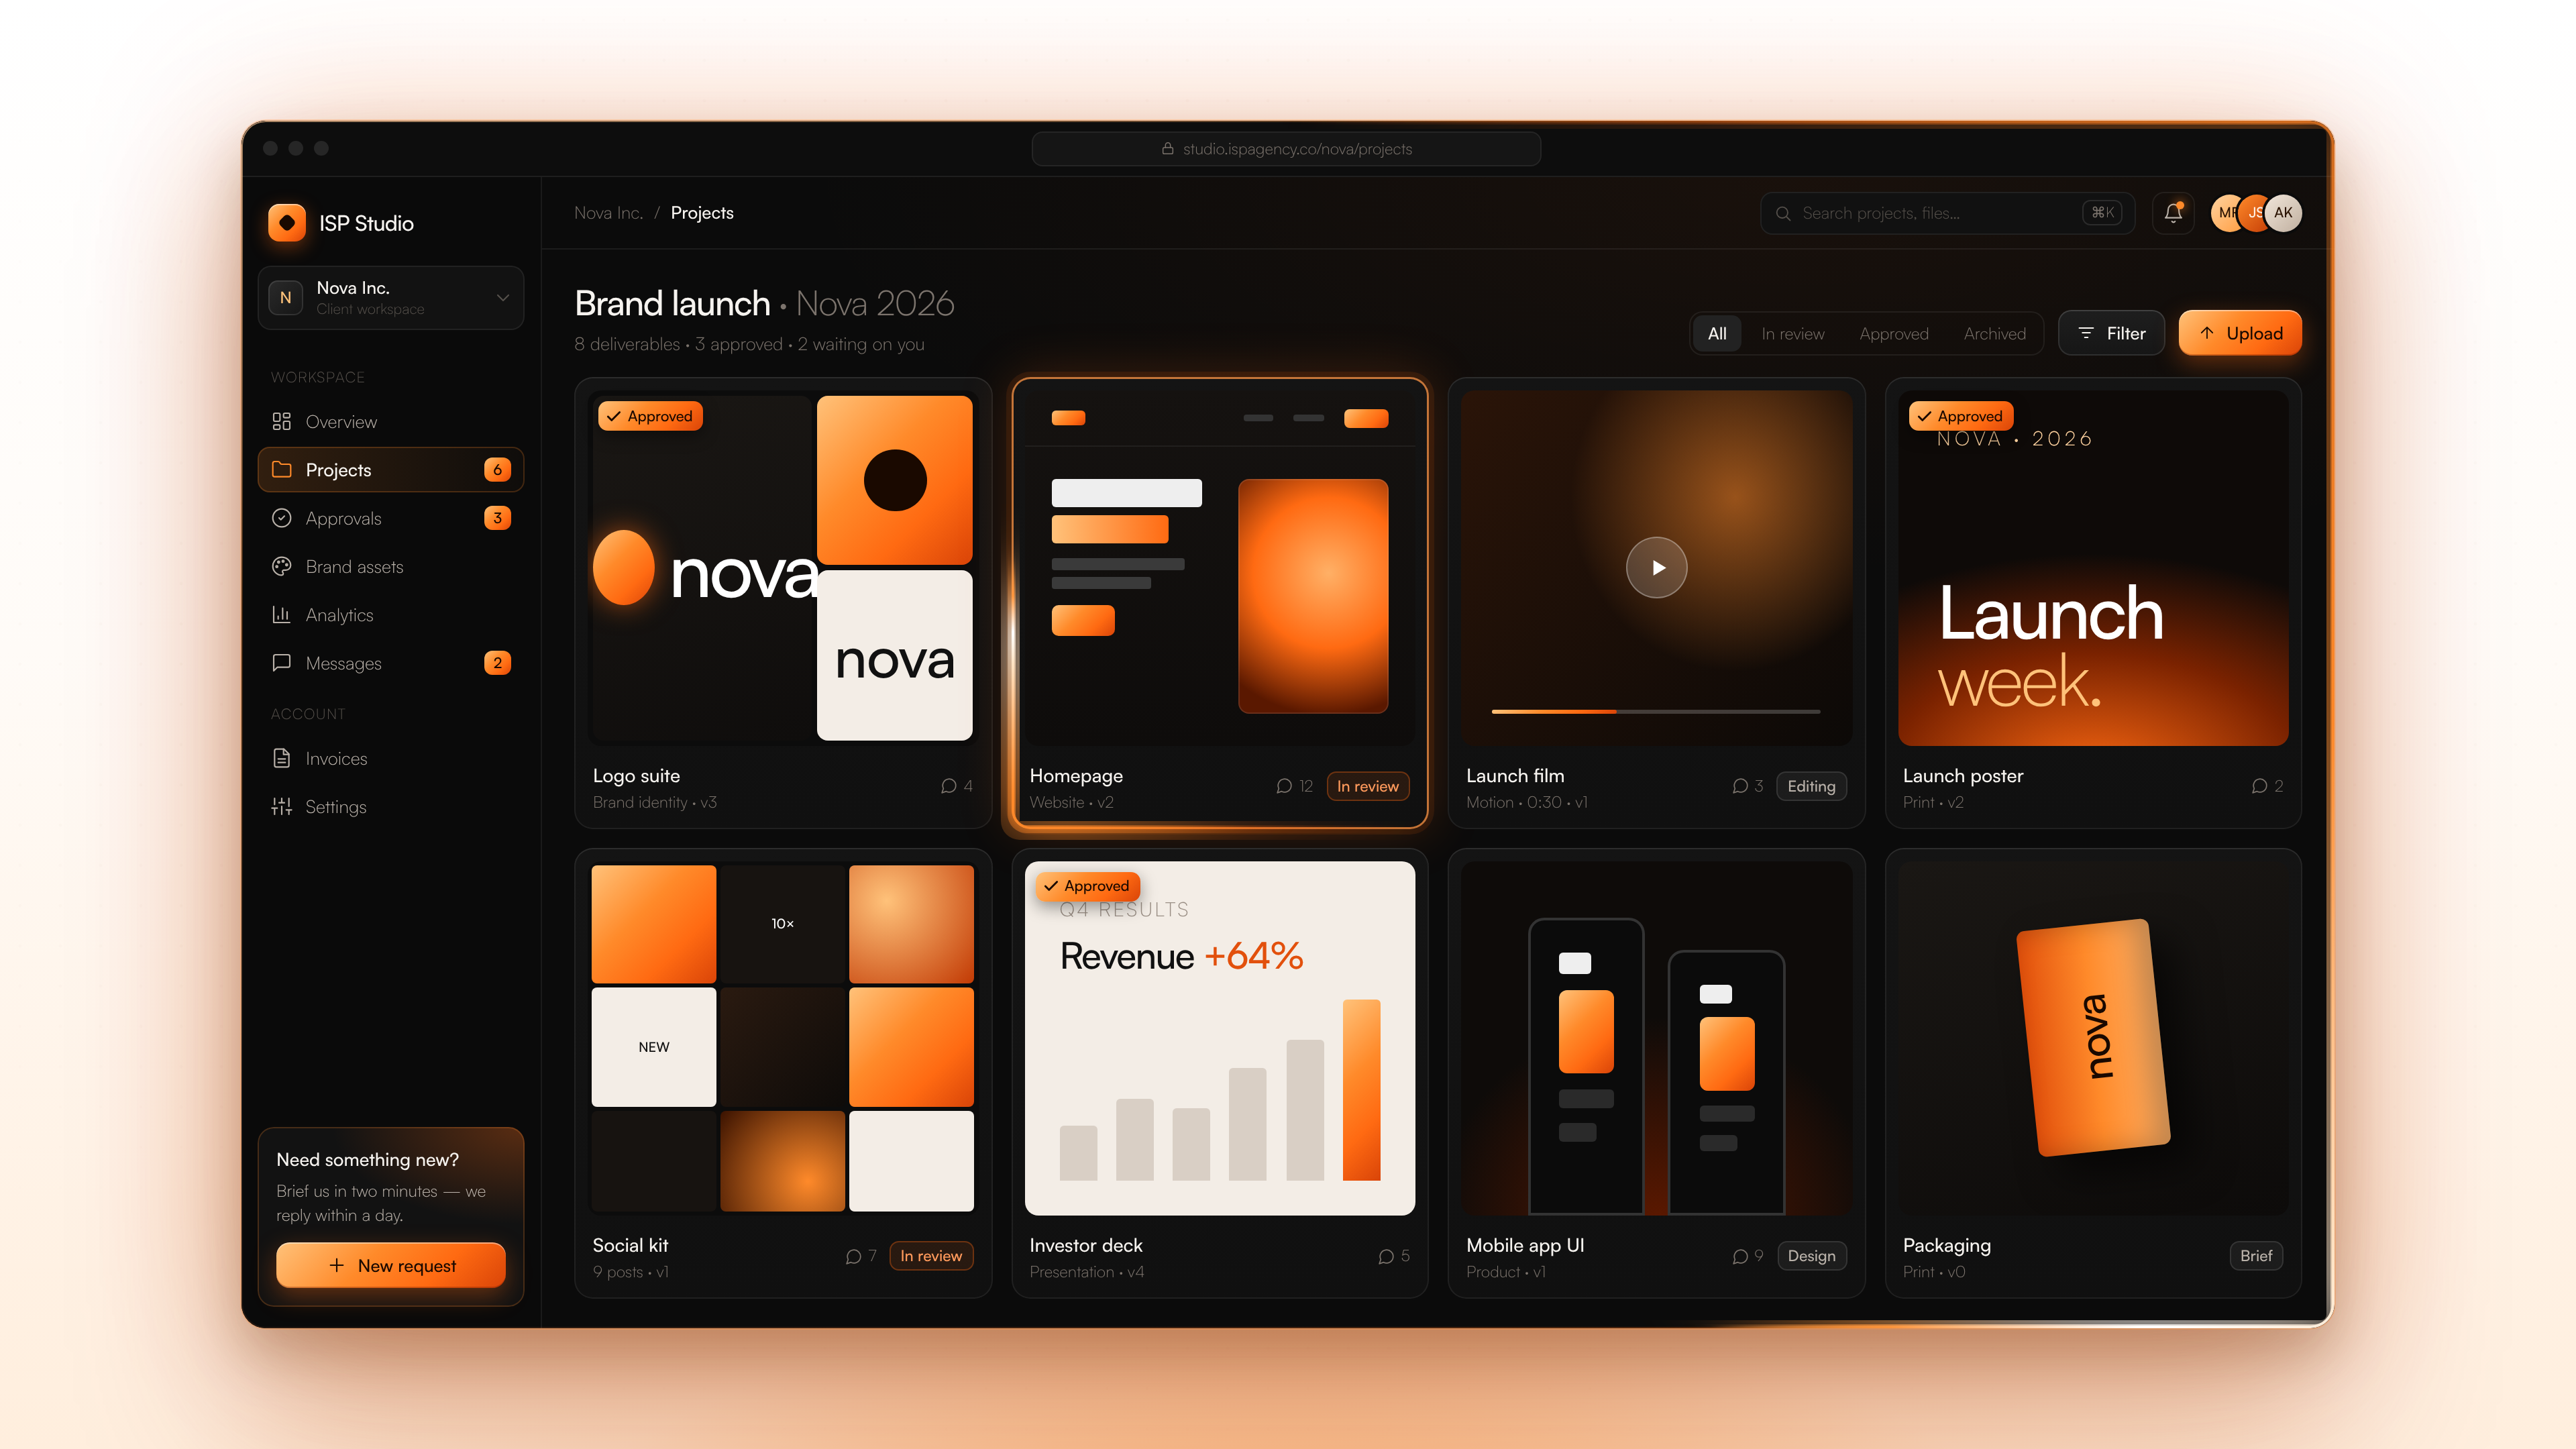 studio.ispagency.co/nova/projects
ISP Studio
N
Nova Inc.
Client workspace
WORKSPACE
Overview
Projects 6
Approvals 3
Brand assets
Analytics
Messages 2
ACCOUNT
Invoices
Settings
Need something new?
Brief us in two minutes — we
reply within a day.
+ New request
Nova Inc. / Projects
Search projects, files... ⌘K
JS AK
Brand launch · Nova 2026
8 deliverables · 3 approved · 2 waiting on you
All In review Approved Archived Filter Upload
Approved
nova
nova
Logo suite
Brand identity · v3
4
Homepage
Website · v2
12 In review
Launch film
Motion · 0:30 · v1
3 Editing
Approved
NOVA · 2026
Launch
week.
Launch poster
Print · v2
2
10×
NEW
Social kit
9 posts · v1
7 In review
Approved
Q4 RESULTS
Revenue +64%
Investor deck
Presentation · v4
5
Mobile app UI
Product · v1
9 Design
nova
Packaging
Print · v0
Brief